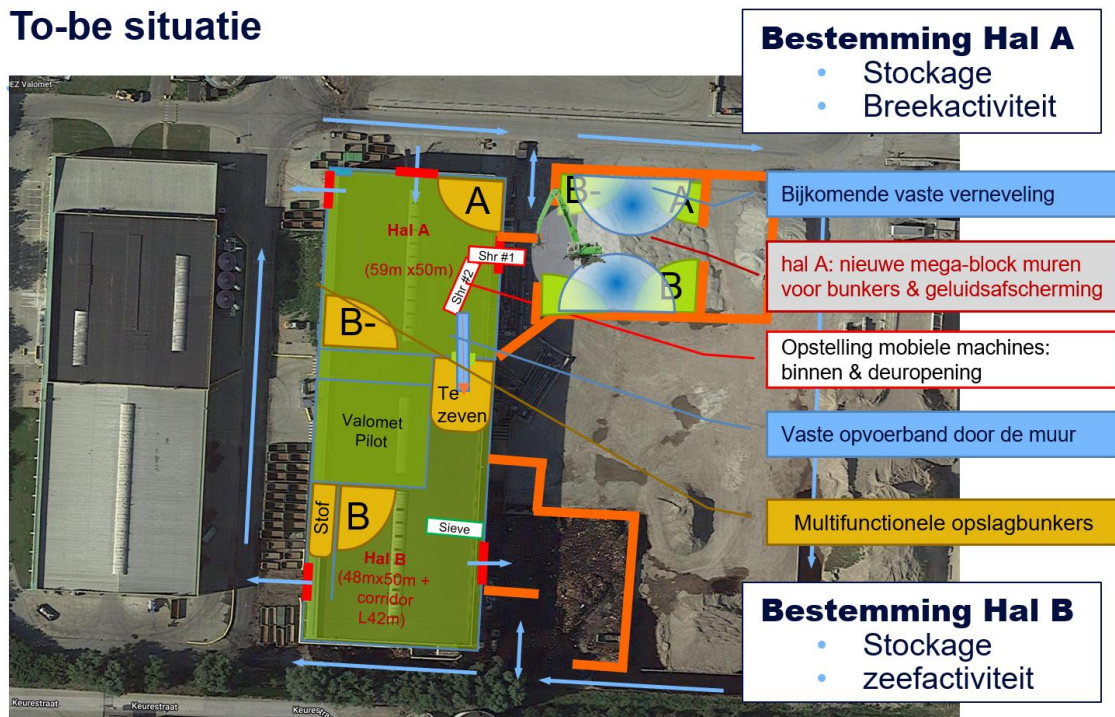 To-be situatie
Bestemming Hal A
• Stockage
• Breekactiviteit
EZ Valomet
A
Hal A
(59m x50m)
Shr #1
Shr #2
B-
B-
A
B
Te
zeven
Valomet
Pilot
Stof
B
Sieve
Hal B
(48mx50m +
corridor
L42m)
Bijkomende vaste verneveling
hal A: nieuwe mega-block muren
voor bunkers & geluidsafscherming
Opstelling mobiele machines:
binnen & deuropening
Vaste opvoerband door de muur
Multifunctionele opslagbunkers
Bestemming Hal B
• Stockage
• zeefactiviteit
Keurestraat
Keurestraat
Keurestraat